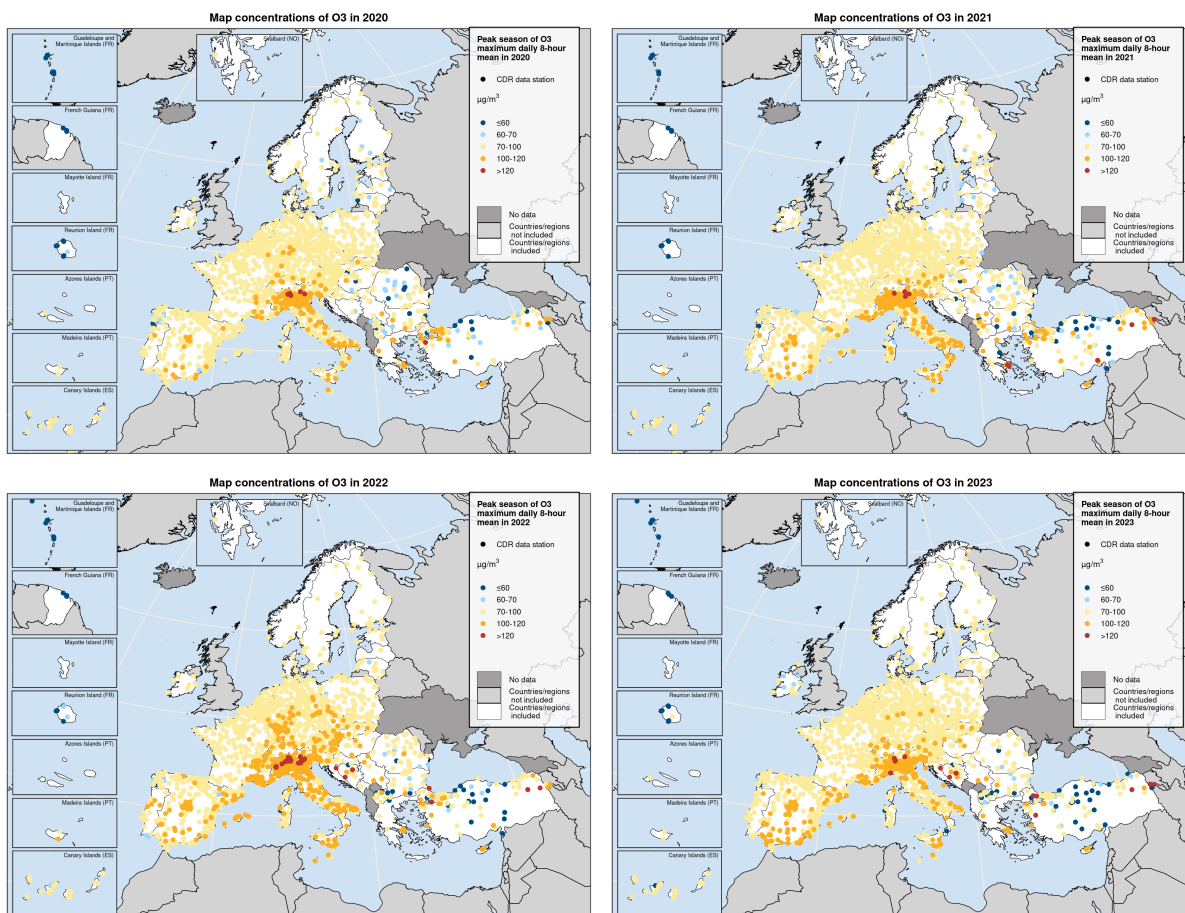 Map concentrations of O3 in 2020
Guadeloupe and
Martinique Islands (FR)
French Guiana (FR)
Mayotte Island (FR)
Reunion Island (FR)
Azores Islands (PT)
Madeira Islands (PT)
Canary Islands (ES)
Svalbard (NO)
Peak season of O3
maximum daily 8-hour
mean in 2020
CDR data station
µg/m³
≤60
60-70
70-100
100-120
>120
No data
Countries/regions
not included
Countries/regions
included
Map concentrations of O3 in 2021
Guadeloupe and
Martinique Islands (FR)
French Guiana (FR)
Mayotte Island (FR)
Reunion Island (FR)
Azores Islands (PT)
Madeira Islands (PT)
Canary Islands (ES)
Svalbard (NO)
Peak season of O3
maximum daily 8-hour
mean in 2021
CDR data station
µg/m³
≤60
60-70
70-100
100-120
>120
No data
Countries/regions
not included
Countries/regions
included
Map concentrations of O3 in 2022
Guadeloupe and
Martinique Islands (FR)
French Guiana (FR)
Mayotte Island (FR)
Reunion Island (FR)
Azores Islands (PT)
Madeira Islands (PT)
Canary Islands (ES)
Svalbard (NO)
Peak season of O3
maximum daily 8-hour
mean in 2022
CDR data station
µg/m³
≤60
60-70
70-100
100-120
>120
No data
Countries/regions
not included
Countries/regions
included
Map concentrations of O3 in 2023
Guadeloupe and
Martinique Islands (FR)
French Guiana (FR)
Mayotte Island (FR)
Reunion Island (FR)
Azores Islands (PT)
Madeira Islands (PT)
Canary Islands (ES)
Svalbard (NO)
Peak season of O3
maximum daily 8-hour
mean in 2023
CDR data station
µg/m³
≤60
60-70
70-100
100-120
>120
No data
Countries/regions
not included
Countries/regions
included